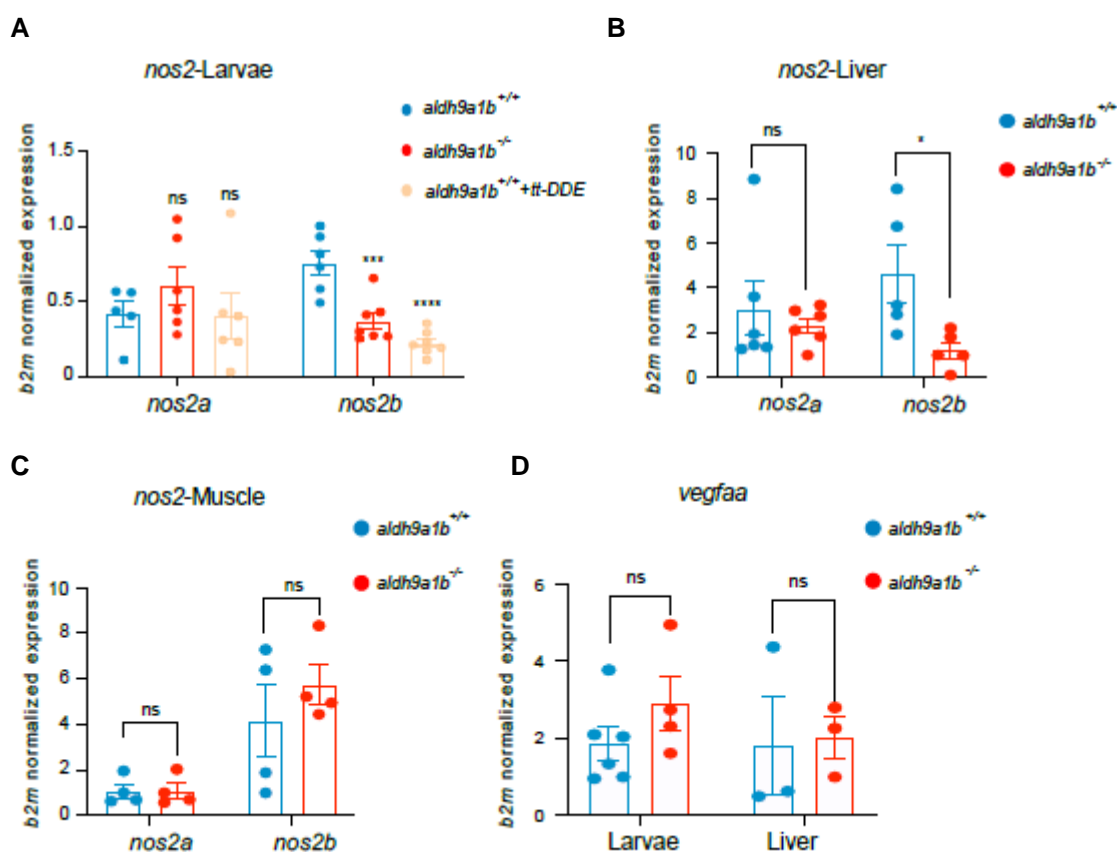 A
nos2-Larvae
aldh9a1b+/+
aldh9a1b-/-
aldh9a1b+/++tt-DDE
b2m normalized expression
1.5
1.0
0.5
0
ns
ns
***
****
nos2a
nos2b
B
nos2-Liver
aldh9a1b+/+
aldh9a1b-/-
b2m normalized expression
10
8
6
4
2
0
ns
*
nos2a
nos2b
C
nos2-Muscle
aldh9a1b+/+
aldh9a1b-/-
b2m normalized expression
10
8
6
4
2
0
ns
ns
nos2a
nos2b
D
vegfaa
aldh9a1b+/+
aldh9a1b-/-
b2m normalized expression
6
4
2
0
ns
ns
Larvae
Liver